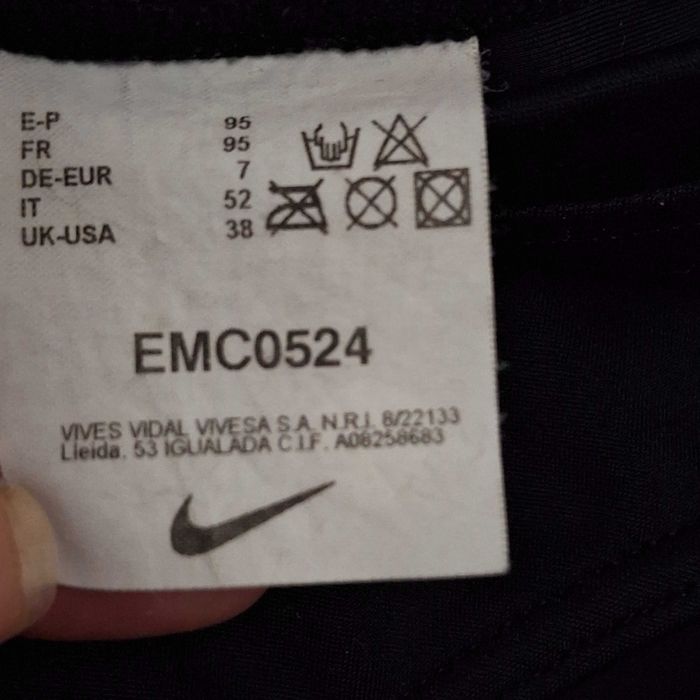 E-P 95
FR 95
DE-EUR 7
IT 52
UK-USA 38
EMC0524
VIVES VIDAL VIVESA S.A. N.R.I. 8/22133
Lleida. 53 IGUALADA C.I.F. A08258683